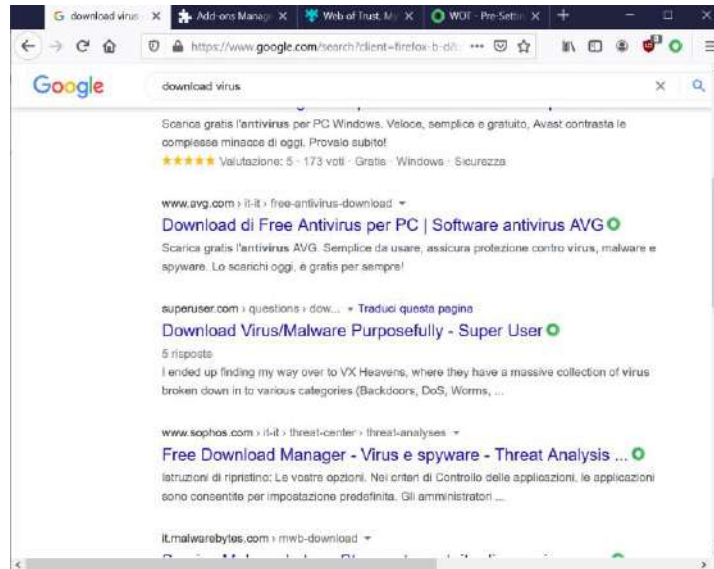 download virus
Add-ons Manage
Web of Trust, My
WOT - Pre-Settin
https://www.google.com/search?client=firefox-b-d
Google
download virus
Scarica gratis l'antivirus per PC Windows. Veloce, semplice e gratuito, Avast contrasta le
complesse minacce di oggi. Provalo subito!
Valutazione: 5 · 173 voti · Gratis · Windows · Sicurezza
www.avg.com › it-it › free-antivirus-download
Download di Free Antivirus per PC | Software antivirus AVG
Scarica gratis l'antivirus AVG. Semplice da usare, assicura protezione contro virus, malware e
spyware. Lo scarichi oggi, è gratis per sempre!
superuser.com › questions › dow... Traduci questa pagina
Download Virus/Malware Purposefully - Super User
5 risposte
I ended up finding my way over to VX Heavens, where they have a massive collection of virus
broken down in to various categories (Backdoors, DoS, Worms, ...
www.sophos.com › it-it › threat-center › threat-analyses
Free Download Manager - Virus e spyware - Threat Analysis ...
Istruzioni di ripristino: Le vostre opzioni. Nei criteri di Controllo delle applicazioni, le applicazioni
sono consentite per impostazione predefinita. Gli amministratori ...
it.malwarebytes.com › mwb-download